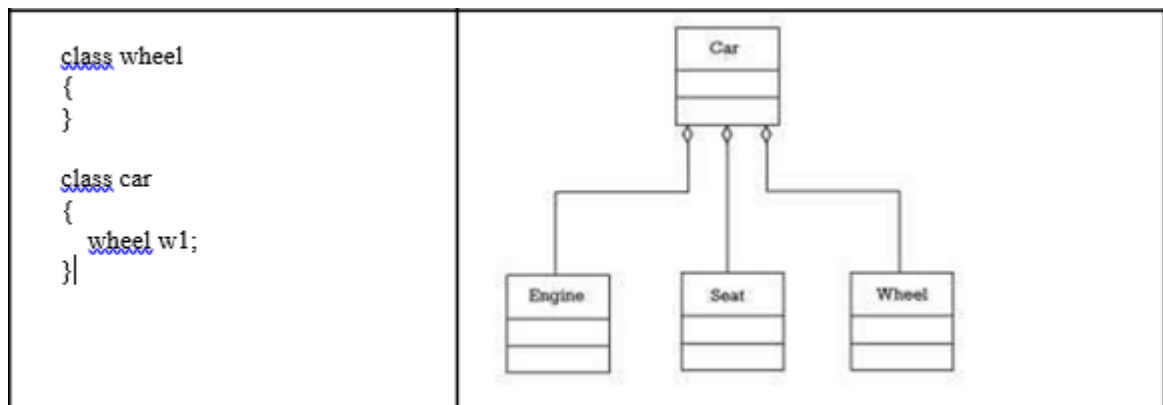 class wheel
{
}
class car
{
wheel w1;
}
Car
Engine
Seat
Wheel